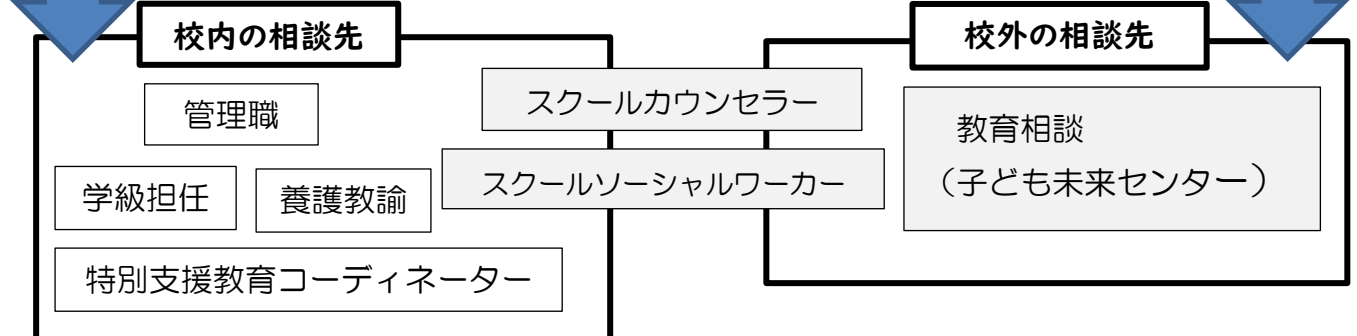 校内の相談先
管理職
学級担任
養護教諭
特別支援教育コーディネーター
スクールカウンセラー
スクールソーシャルワーカー
校外の相談先
教育相談
（子ども未来センター）